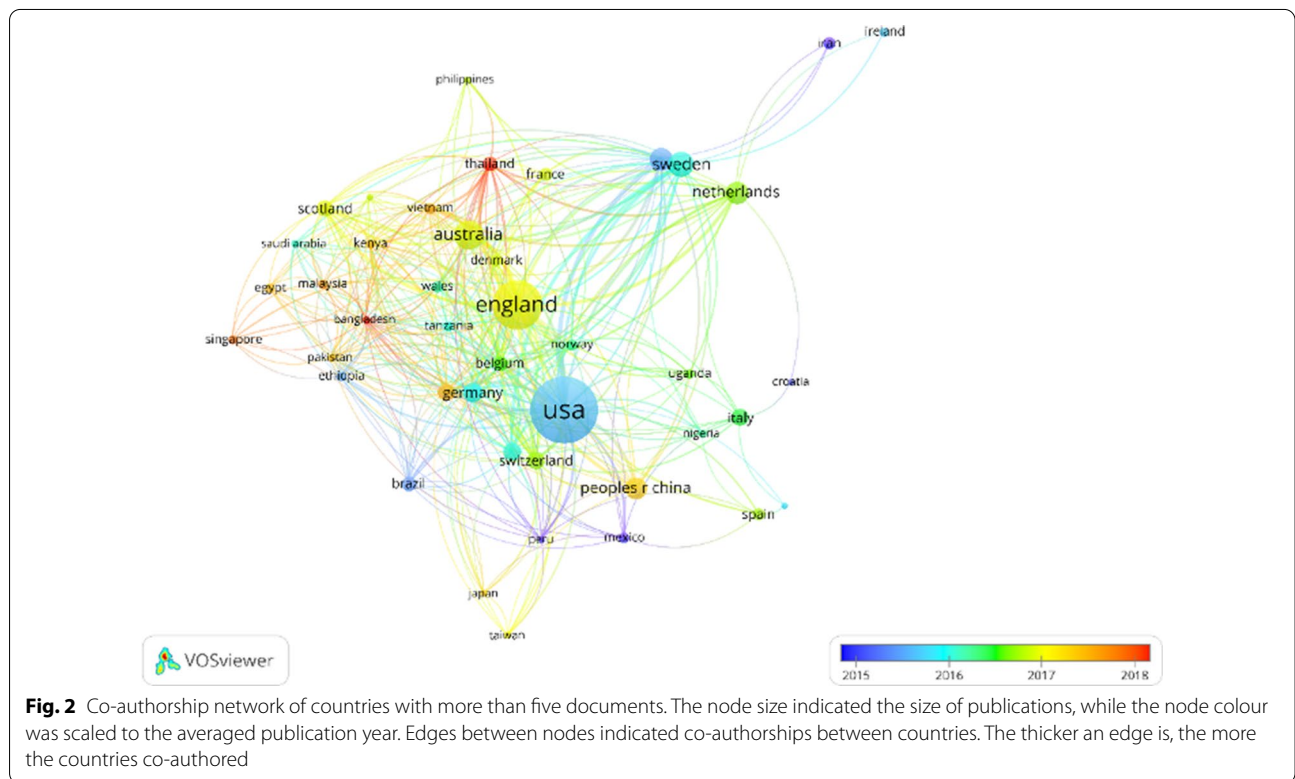 ireland
iran
philippines
thailand
sweden
france
netherlands
scotland
vietnam
australia
saudi arabia
kenya
denmark
egypt
malaysia
wales
england
bangladesh
tanzania
singapore
norway
pakistan
belgium
ethiopia
uganda
croatia
germany
usa
italy
nigeria
switzerland
brazil
peoples r china
spain
peru
mexico
japan
taiwan
VOSviewer
2015 2016 2017 2018
Fig. 2 Co-authorship network of countries with more than five documents. The node size indicated the size of publications, while the node colour
was scaled to the averaged publication year. Edges between nodes indicated co-authorships between countries. The thicker an edge is, the more
the countries co-authored